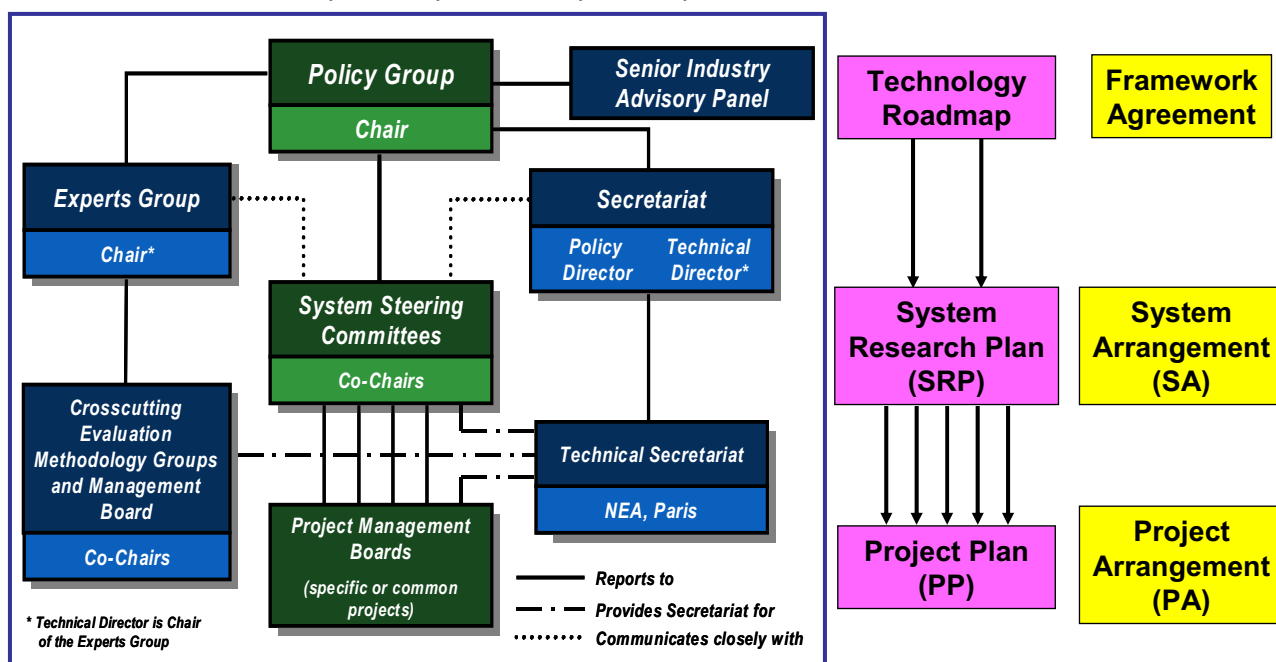 Policy Group
Chair
Senior Industry
Advisory Panel
Technology
Roadmap
Framework
Agreement
Experts Group
Chair*
Secretariat
Policy
Director
Technical
Director*
System Steering
Committees
Co-Chairs
System
Research Plan
(SRP)
System
Arrangement
(SA)
Crosscutting
Evaluation
Methodology Groups
and Management
Board
Co-Chairs
Technical Secretariat
NEA, Paris
Project Management
Boards
(specific or common
projects)
Project Plan
(PP)
Project
Arrangement
(PA)
Reports to
Provides Secretariat for
Communicates closely with
* Technical Director is Chair
of the Experts Group